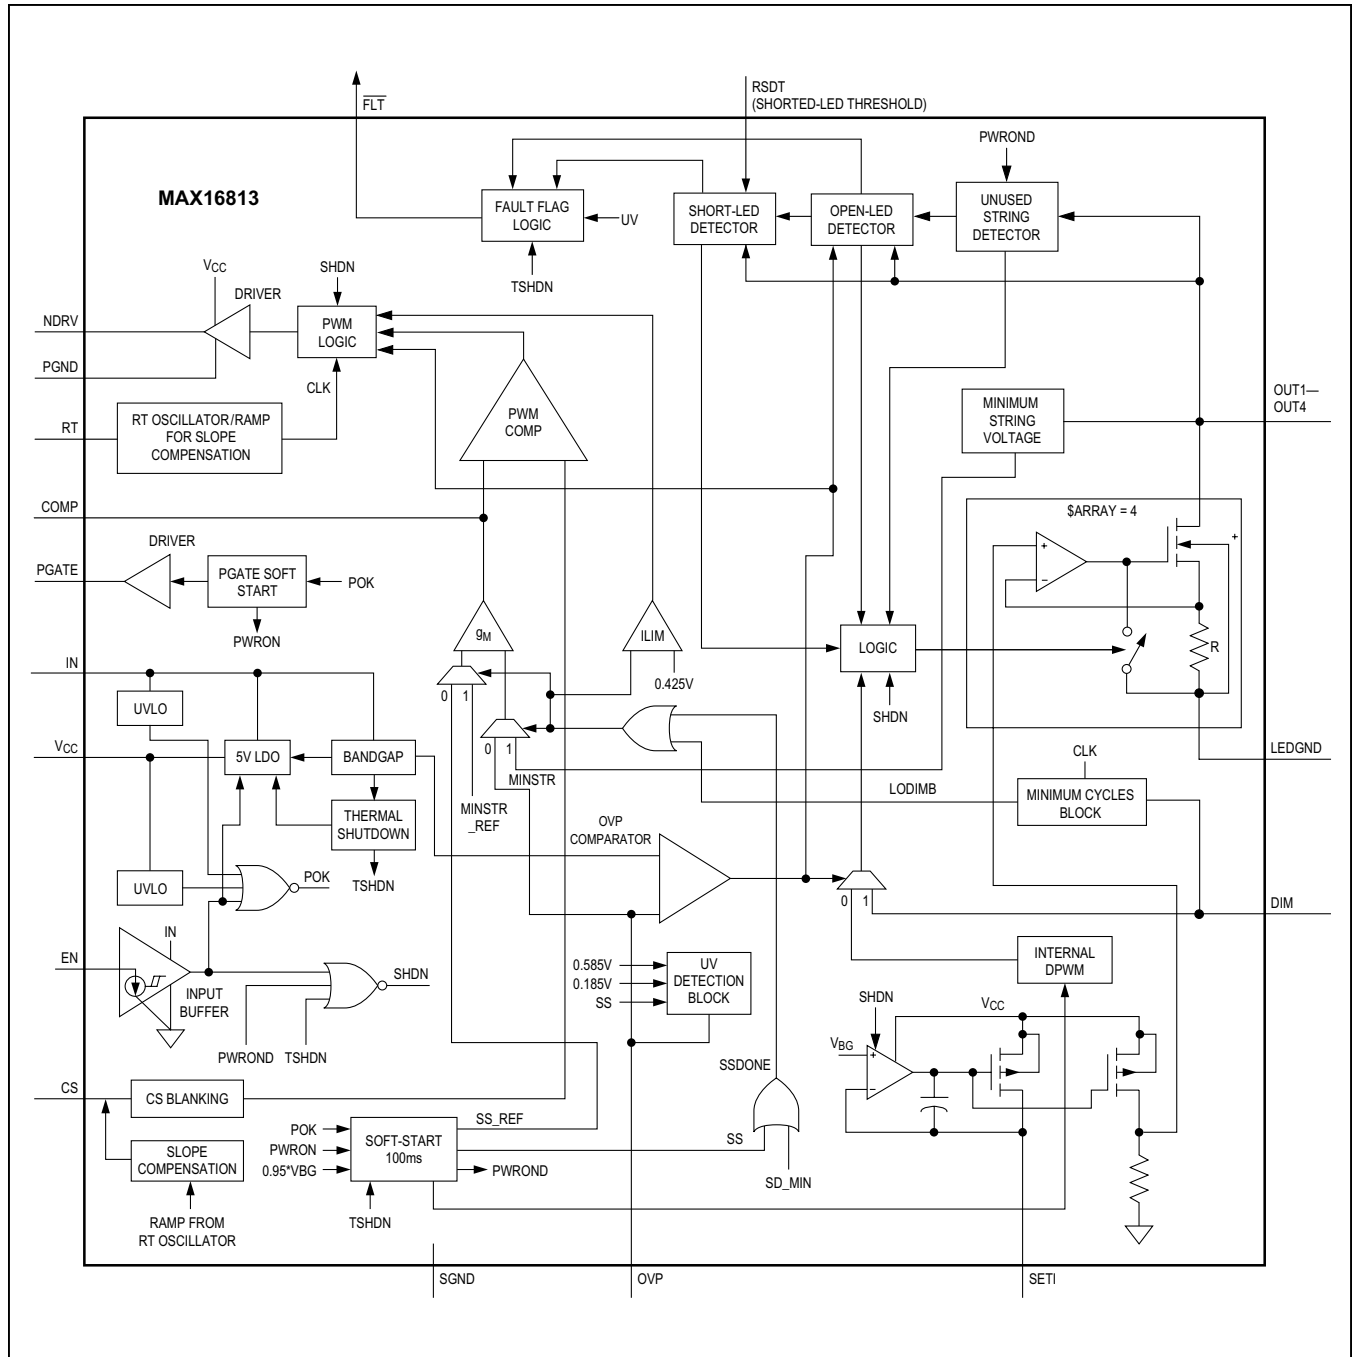 FLT
RSDT
(SHORTED-LED THRESHOLD)
PWROND
MAX16813
FAULT FLAG
LOGIC
UV
SHORT-LED
DETECTOR
OPEN-LED
DETECTOR
UNUSED
STRING
DETECTOR
TSHDN
VCC
SHDN
DRIVER
NDRV
PWM
LOGIC
PGND
CLK
RT
RT OSCILLATOR/RAMP
FOR SLOPE
COMPENSATION
PWM
COMP
MINIMUM
STRING
VOLTAGE
OUT1—
OUT4
COMP
$ARRAY = 4
DRIVER
PGATE
PGATE SOFT
START
POK
PWRON
+
-
+
R
gM
ILIM
0.425V
LOGIC
SHDN
IN
UVLO
0 1
0 1
VCC
5V LDO
BANDGAP
MINSTR
LEDGND
CLK
MINSTR
_REF
LODIMB
MINIMUM CYCLES
BLOCK
THERMAL
SHUTDOWN
TSHDN
OVP
COMPARATOR
UVLO
POK
0 1
DIM
IN
EN
INPUT
BUFFER
SHDN
PWROND
TSHDN
0.585V
0.185V
SS
UV
DETECTION
BLOCK
INTERNAL
DPWM
SHDN
VCC
VBG
+
-
SSDONE
CS
CS BLANKING
SLOPE
COMPENSATION
RAMP FROM
RT OSCILLATOR
POK
PWRON
0.95*VBG
SOFT-START
100ms
SS_REF
SS
PWROND
TSHDN
SD_MIN
SGND
OVP
SETI